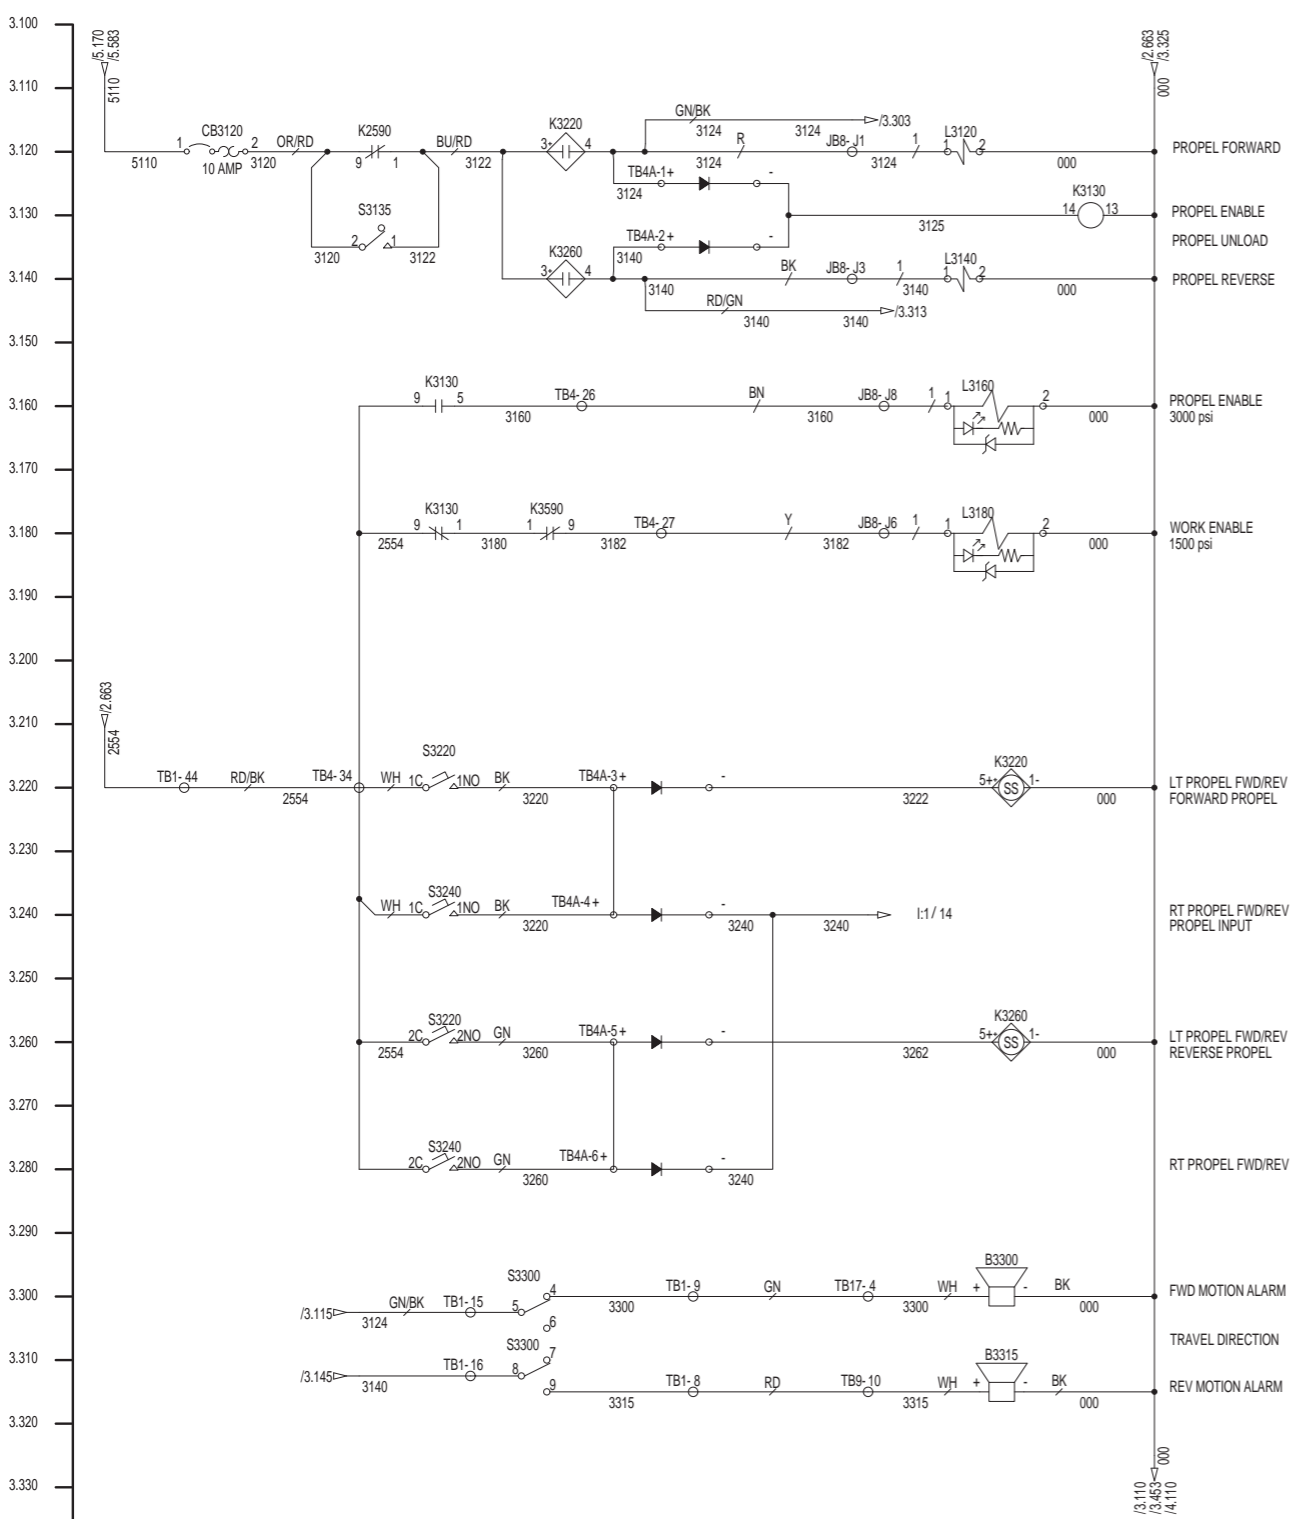 3.100
/5.170
/5.583
5110
/2.663
/3.325
000
3.110
CB3120
1
2
10 AMP
5110
3120
OR/RD
K2590
9
1
BU/RD
3122
K3220
3+
4
GN/BK
3124
3124
/3.303
R
3124
JB8- J1
3124
1
L3120
1
2
000
PROPEL FORWARD
3.120
TB4A-1+
-
3124
S3135
2
1
3120
3122
3.130
3125
K3130
14
13
PROPEL ENABLE
TB4A-2+
-
3140
PROPEL UNLOAD
3.140
K3260
3+
4
3140
BK
JB8- J3
1
3140
L3140
1
2
000
PROPEL REVERSE
RD/GN
3140
3140
/3.313
3.150
3.160
K3130
9
5
3160
TB4- 26
BN
3160
JB8- J8
1
1
L3160
2
000
PROPEL ENABLE
3000 psi
3.170
3.180
2554
K3130
9
1
3180
K3590
1
9
3182
TB4- 27
Y
3182
JB8- J6
1
1
L3180
2
000
WORK ENABLE
1500 psi
3.190
3.200
3.210
/2.663
2554
3.220
TB1- 44
RD/BK
2554
TB4- 34
WH
S3220
1C
1NO
BK
3220
TB4A-3 +
-
3222
K3220
5+
SS
1-
000
LT PROPEL FWD/REV
FORWARD PROPEL
3.230
3.240
WH
S3240
1C
1NO
BK
3220
TB4A-4 +
-
3240
3240
I:1 / 14
RT PROPEL FWD/REV
PROPEL INPUT
3.250
3.260
2554
S3220
2C
2NO
GN
3260
TB4A-5 +
-
3262
K3260
5+
SS
1-
000
LT PROPEL FWD/REV
REVERSE PROPEL
3.270
3.280
S3240
2C
2NO
GN
3260
TB4A-6 +
-
3240
RT PROPEL FWD/REV
3.290
3.300
/3.115
GN/BK
3124
TB1- 15
S3300
5
4
6
3300
TB1- 9
GN
TB17- 4
3300
WH
B3300
+
-
BK
000
FWD MOTION ALARM
TRAVEL DIRECTION
3.310
/3.145
3140
TB1- 16
S3300
8
7
9
3315
TB1- 8
RD
TB9- 10
3315
WH
B3315
+
-
BK
000
REV MOTION ALARM
3.320
3.330
000
/3.110
/3.453
/4.110